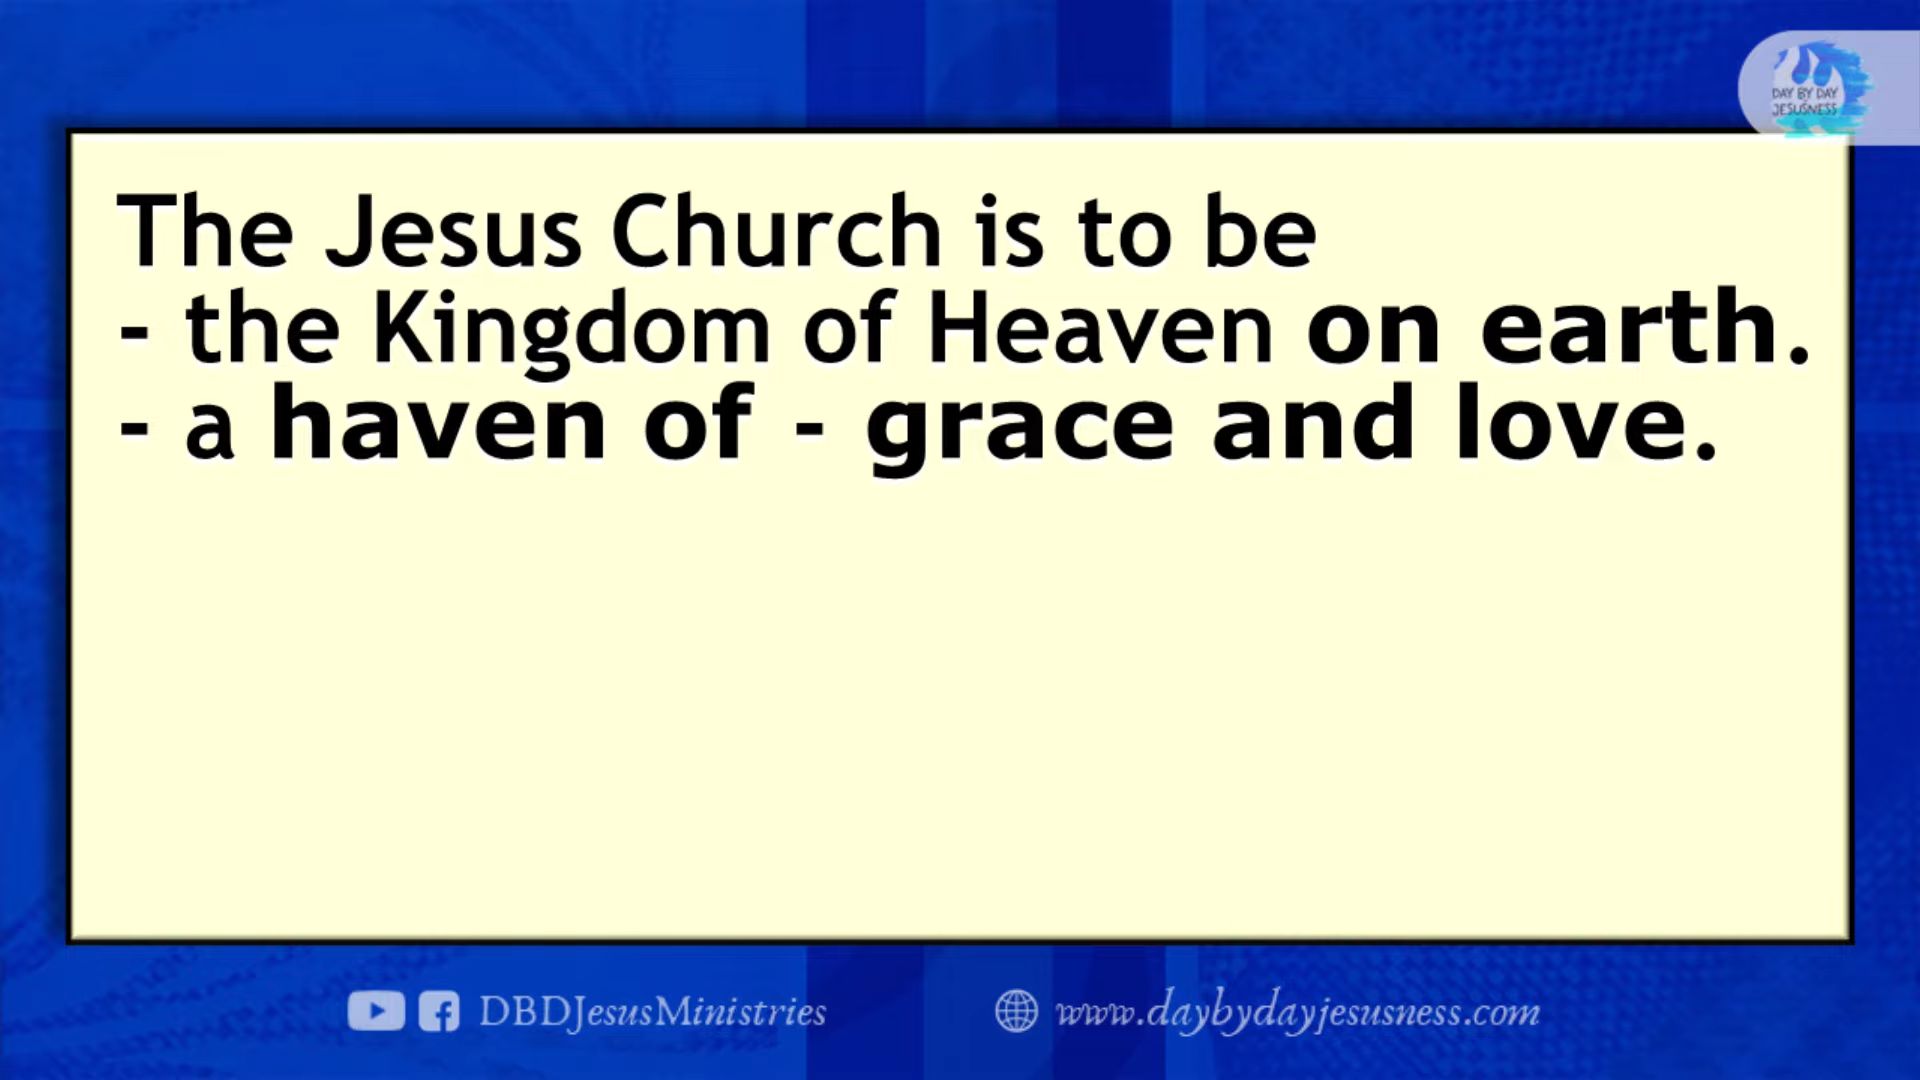 DAY BY DAY
JESUSNESS
The Jesus Church is to be
- the Kingdom of Heaven on earth.
- a haven of - grace and love.
DBDJesusMinistries
www.daybydayjesusness.com